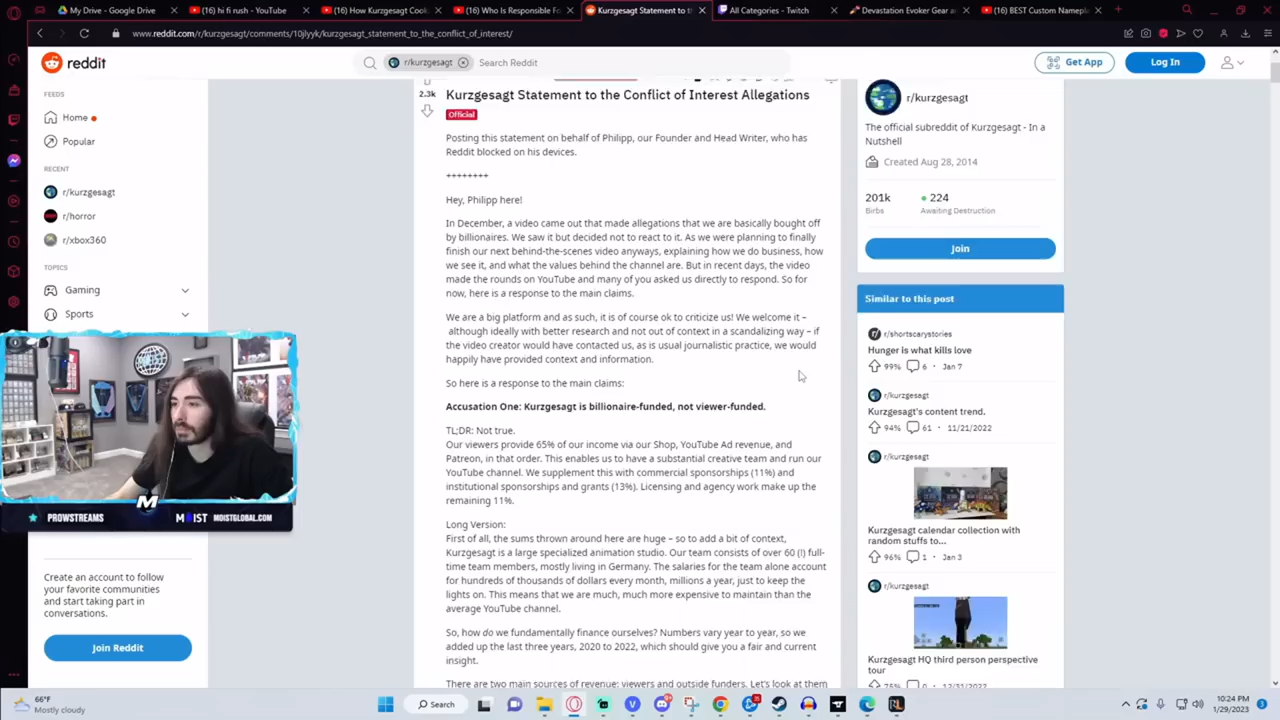 My Drive - Google Drive
(16) hi fi rush - YouTube
(16) How Kurzgesagt Cook
(16) Who Is Responsible Fo
Kurzgesagt Statement to th
All Categories - Twitch
Devastation Evoker Gear an
(16) BEST Custom Namepla
www.reddit.com/r/kurzgesagt/comments/10jlyyk/kurzgesagt_statement_to_the_conflict_of_interest/
reddit
r/kurzgesagt
Search Reddit
Get App
Log In
FEEDS
Home
Popular
RECENT
r/kurzgesagt
r/horror
r/xbox360
TOPICS
Gaming
Sports
PROWSTREAMS
M
MOIST MOISTGLOBAL.COM
Create an account to follow
your favorite communities
and start taking part in
conversations.
Join Reddit
2.3k
Kurzgesagt Statement to the Conflict of Interest Allegations
Official
Posting this statement on behalf of Philipp, our Founder and Head Writer, who has
Reddit blocked on his devices.
++++++++
Hey, Philipp here!
In December, a video came out that made allegations that we are basically bought off
by billionaires. We saw it but decided not to react to it. As we were planning to finally
finish our next behind-the-scenes video anyways, explaining how we do business, how
we see it, and what the values behind the channel are. But in recent days, the video
made the rounds on YouTube and many of you asked us directly to respond. So for
now, here is a response to the main claims.
We are a big platform and as such, it is of course ok to criticize us! We welcome it –
although ideally with better research and not out of context in a scandalizing way – if
the video creator would have contacted us, as is usual journalistic practice, we would
happily have provided context and information.
So here is a response to the main claims:
Accusation One: Kurzgesagt is billionaire-funded, not viewer-funded.
TL;DR: Not true.
Our viewers provide 65% of our income via our Shop, YouTube Ad revenue, and
Patreon, in that order. This enables us to have a substantial creative team and run our
YouTube channel. We supplement this with commercial sponsorships (11%) and
institutional sponsorships and grants (13%). Licensing and agency work make up the
remaining 11%.
Long Version:
First of all, the sums thrown around here are huge – so to add a bit of context,
Kurzgesagt is a large specialized animation studio. Our team consists of over 60 (!) full-
time team members, mostly living in Germany. The salaries for the team alone account
for hundreds of thousands of dollars every month, millions a year, just to keep the
lights on. This means that we are much, much more expensive to maintain than the
average YouTube channel.
So, how do we fundamentally finance ourselves? Numbers vary year to year, so we
added up the last three years, 2020 to 2022, which should give you a fair and current
insight.
There are two main sources of revenue: viewers and outside funders. Let's look at them
r/kurzgesagt
The official subreddit of Kurzgesagt - In a
Nutshell
Created Aug 28, 2014
201k
Birbs
224
Awaiting Destruction
Join
Similar to this post
r/shortscarystories
Hunger is what kills love
99% 6 · Jan 7
r/kurzgesagt
Kurzgesagt's content trend.
94% 61 · 11/21/2022
r/kurzgesagt
Kurzgesagt calendar collection with
random stuffs to...
96% 1 · Jan 3
r/kurzgesagt
Kurzgesagt HQ third person perspective
tour
75% 0 · 12/31/2022
66°F
Mostly cloudy
Search
10:24 PM
1/29/2023